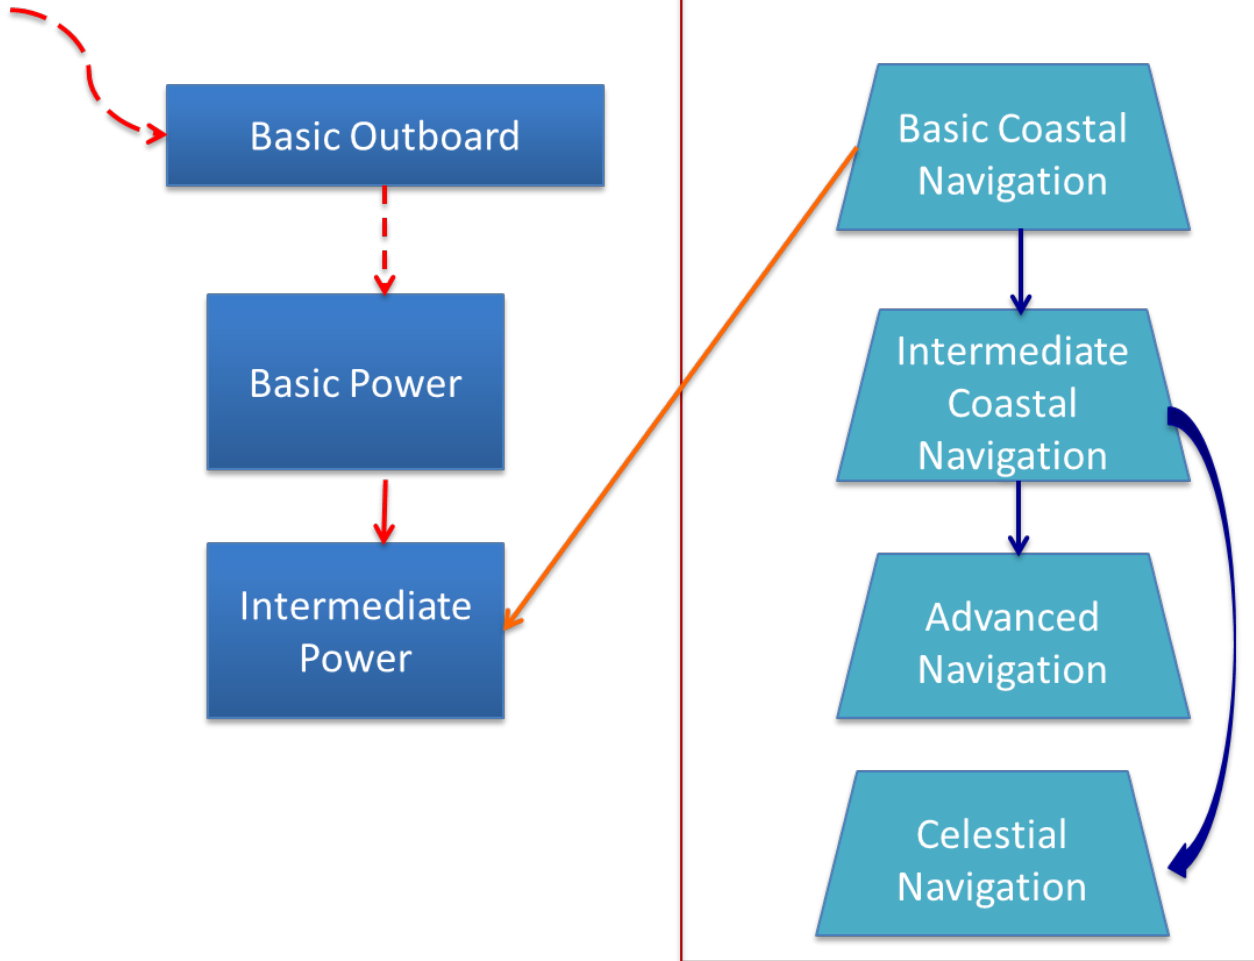 Basic Outboard
Basic Power
Intermediate
Power
Basic Coastal
Navigation
Intermediate
Coastal
Navigation
Advanced
Navigation
Celestial
Navigation